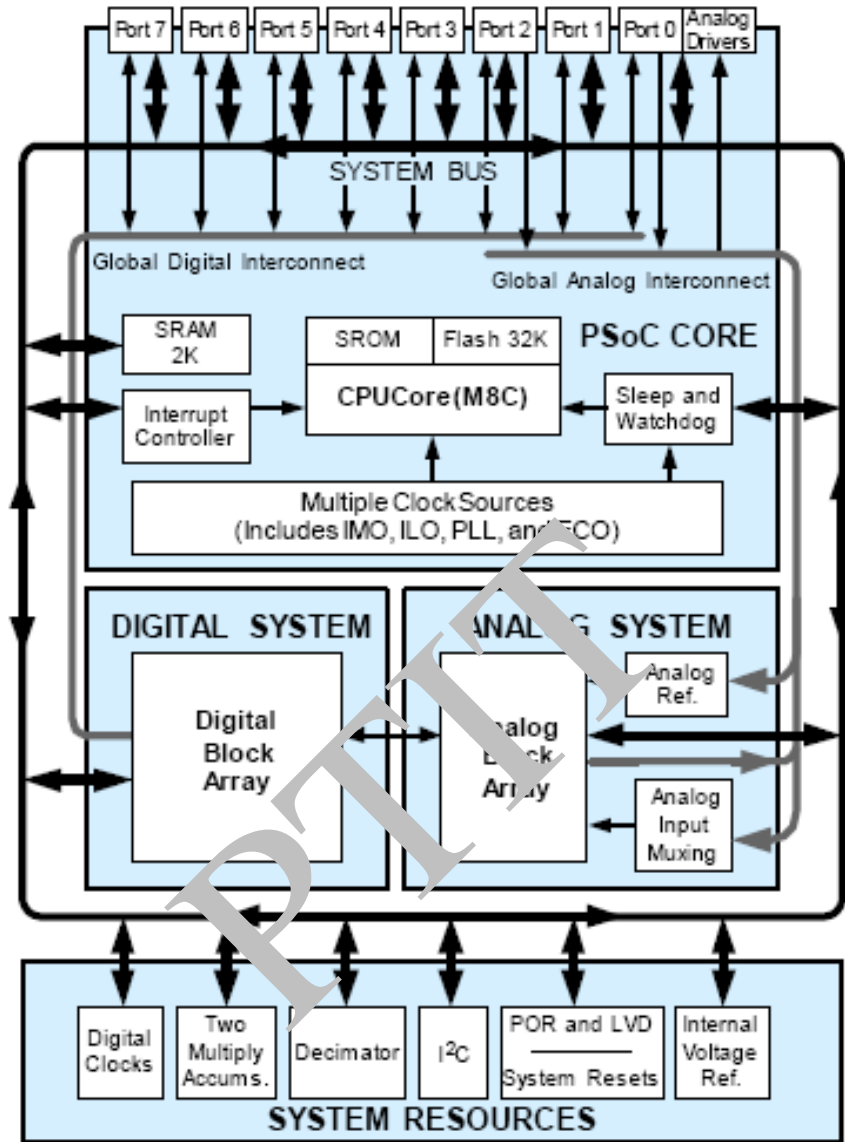 Port 7 Port 6 Port 5 Port 4 Port 3 Port 2 Port 1 Port 0 Analog
Drivers
SYSTEM BUS
Global Digital Interconnect
Global Analog Interconnect
PSoC CORE
SRAM
2K
SROM
Flash 32K
CPUCore(M8C)
Interrupt
Controller
Sleep and
Watchdog
Multiple Clock Sources
(Includes IMO, ILO, PLL, and ECO)
DIGITAL SYSTEM
ANALOG SYSTEM
Digital
Block
Array
Analog
Block
Array
Analog
Ref.
Analog
Input
Muxing
PTIT
Digital
Clocks
Two
Multiply
Accums.
Decimator
I²C
POR and LVD
System Resets
Internal
Voltage
Ref.
SYSTEM RESOURCES